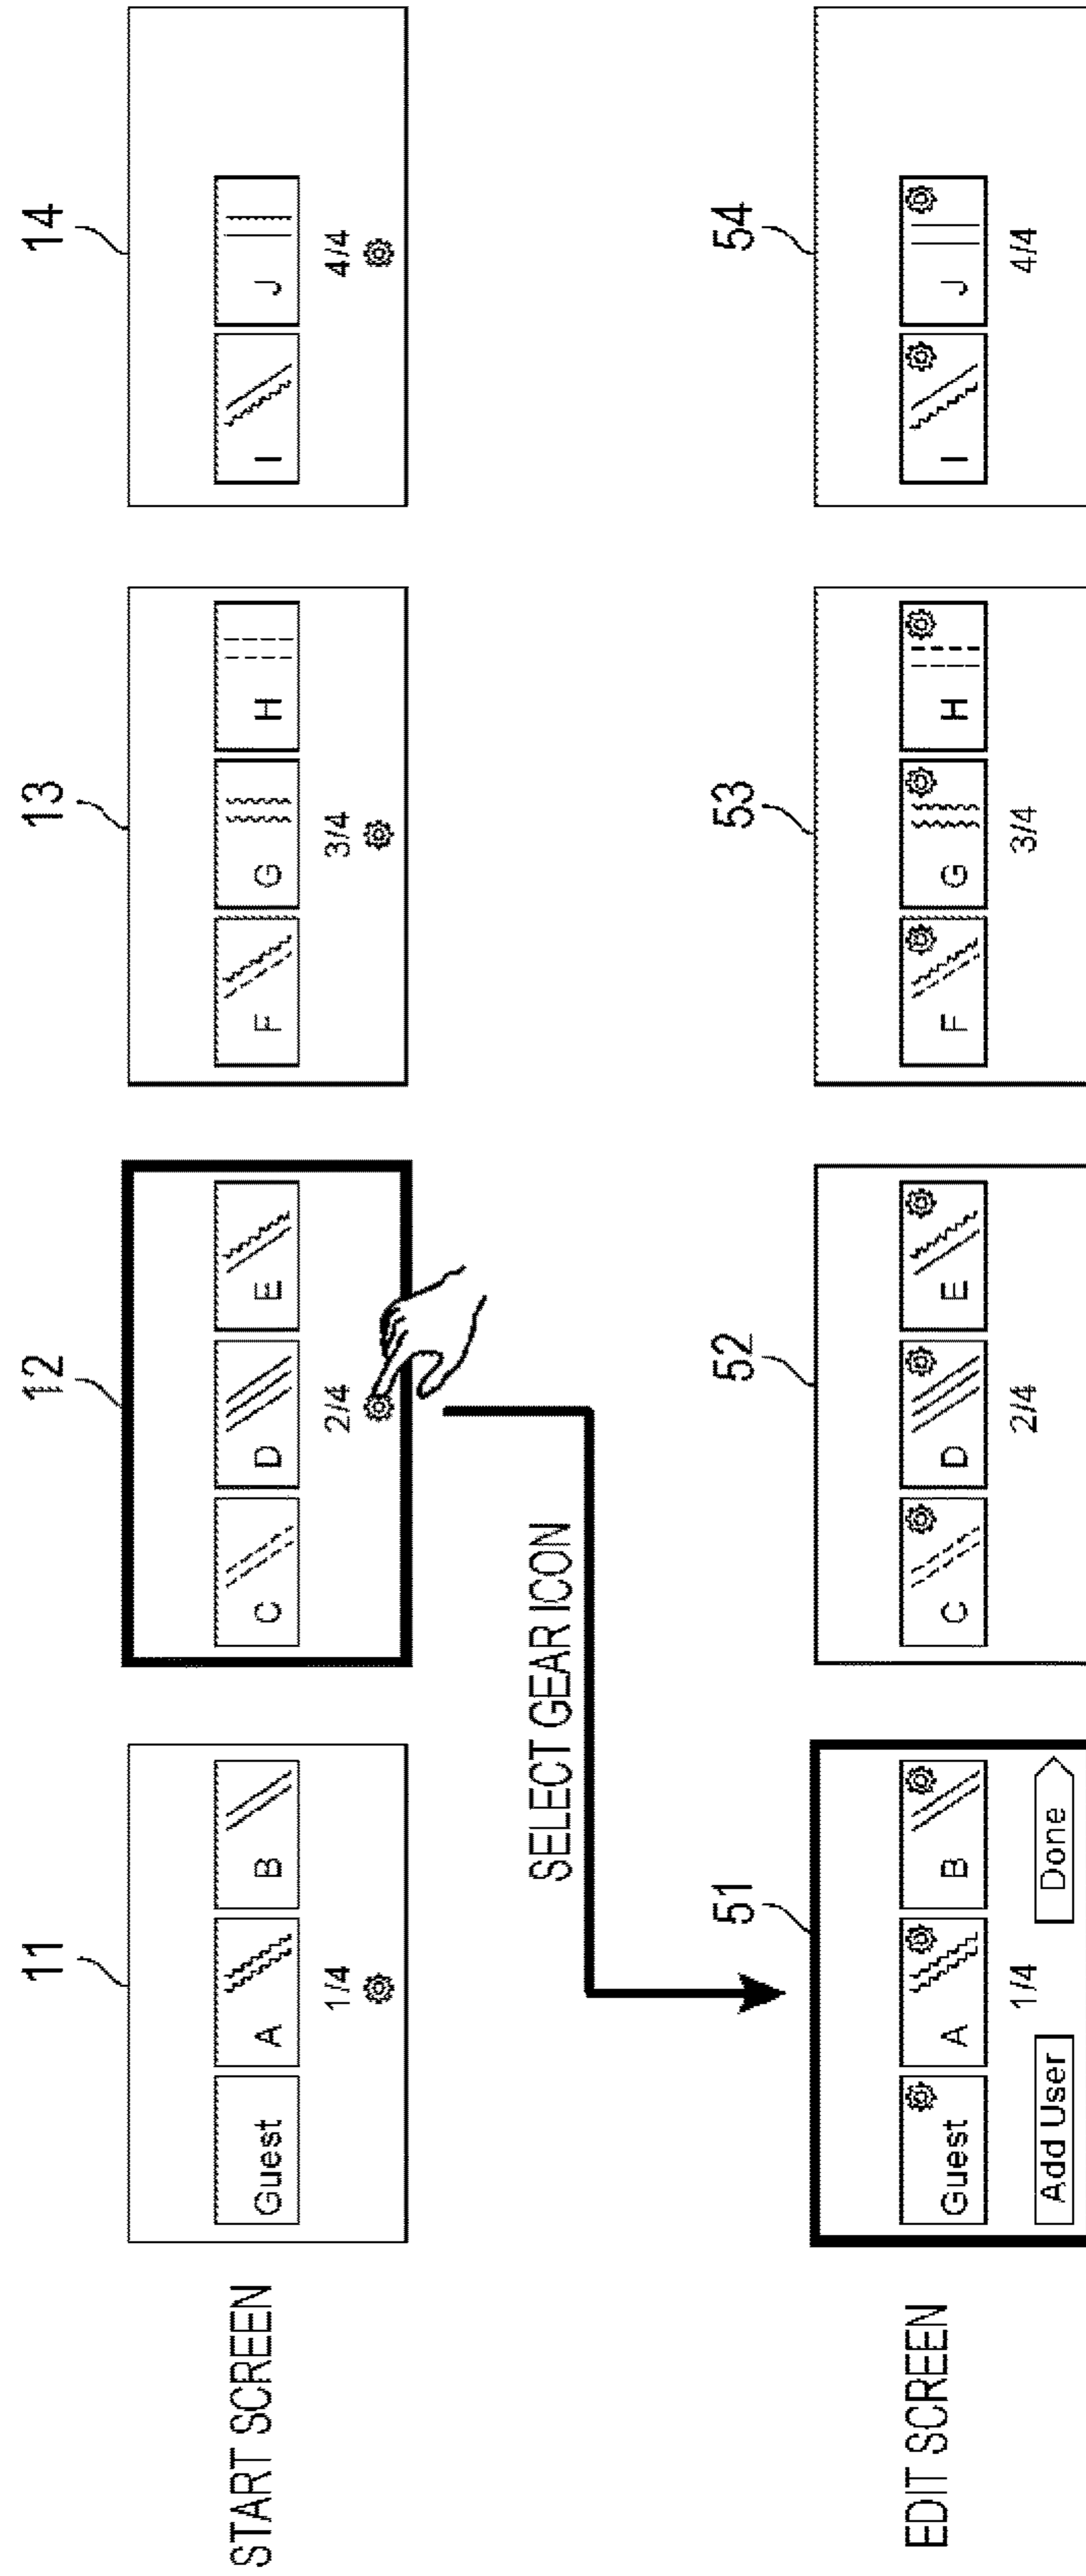 START SCREEN
11
Guest
A
B
1/4
12
C
D
E
2/4
13
F
G
H
3/4
14
I
J
4/4
SELECT GEAR ICON
EDIT SCREEN
51
Guest
A
B
1/4
Add User
Done
52
C
D
E
2/4
53
F
G
H
3/4
54
I
J
4/4